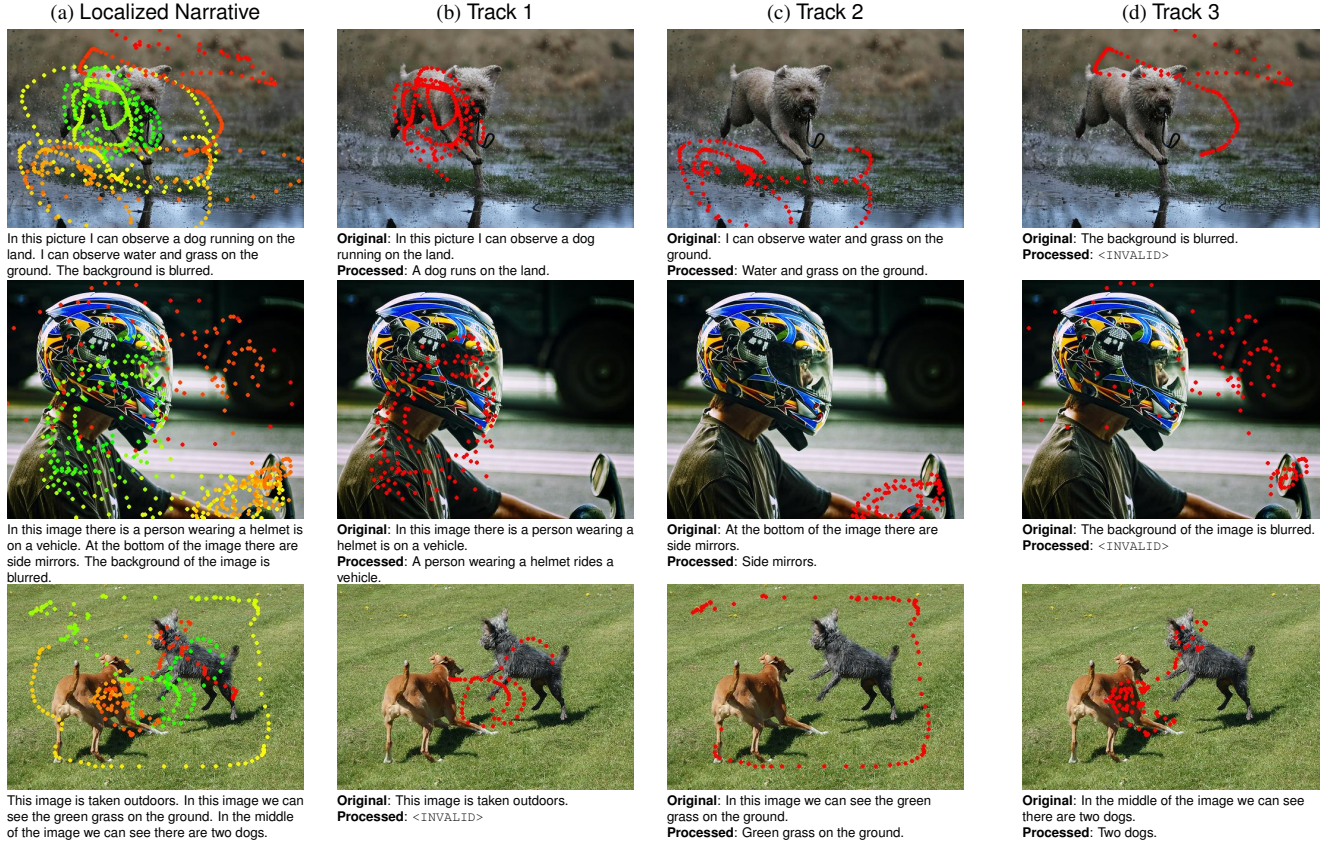 (a) Localized Narrative
(b) Track 1
(c) Track 2
(d) Track 3
In this picture I can observe a dog running on the
land. I can observe water and grass on the
ground. The background is blurred.
Original: In this picture I can observe a dog
running on the land.
Processed: A dog runs on the land.
Original: I can observe water and grass on the
ground.
Processed: Water and grass on the ground.
Original: The background is blurred.
Processed: <INVALID>
In this image there is a person wearing a helmet is
on a vehicle. At the bottom of the image there are
side mirrors. The background of the image is
blurred.
Original: In this image there is a person wearing a
helmet is on a vehicle.
Processed: A person wearing a helmet rides a
vehicle.
Original: At the bottom of the image there are
side mirrors.
Processed: Side mirrors.
Original: The background of the image is blurred.
Processed: <INVALID>
This image is taken outdoors. In this image we can
see the green grass on the ground. In the middle
of the image we can see there are two dogs.
Original: This image is taken outdoors.
Processed: <INVALID>
Original: In this image we can see the green
grass on the ground.
Processed: Green grass on the ground.
Original: In the middle of the image we can see
there are two dogs.
Processed: Two dogs.